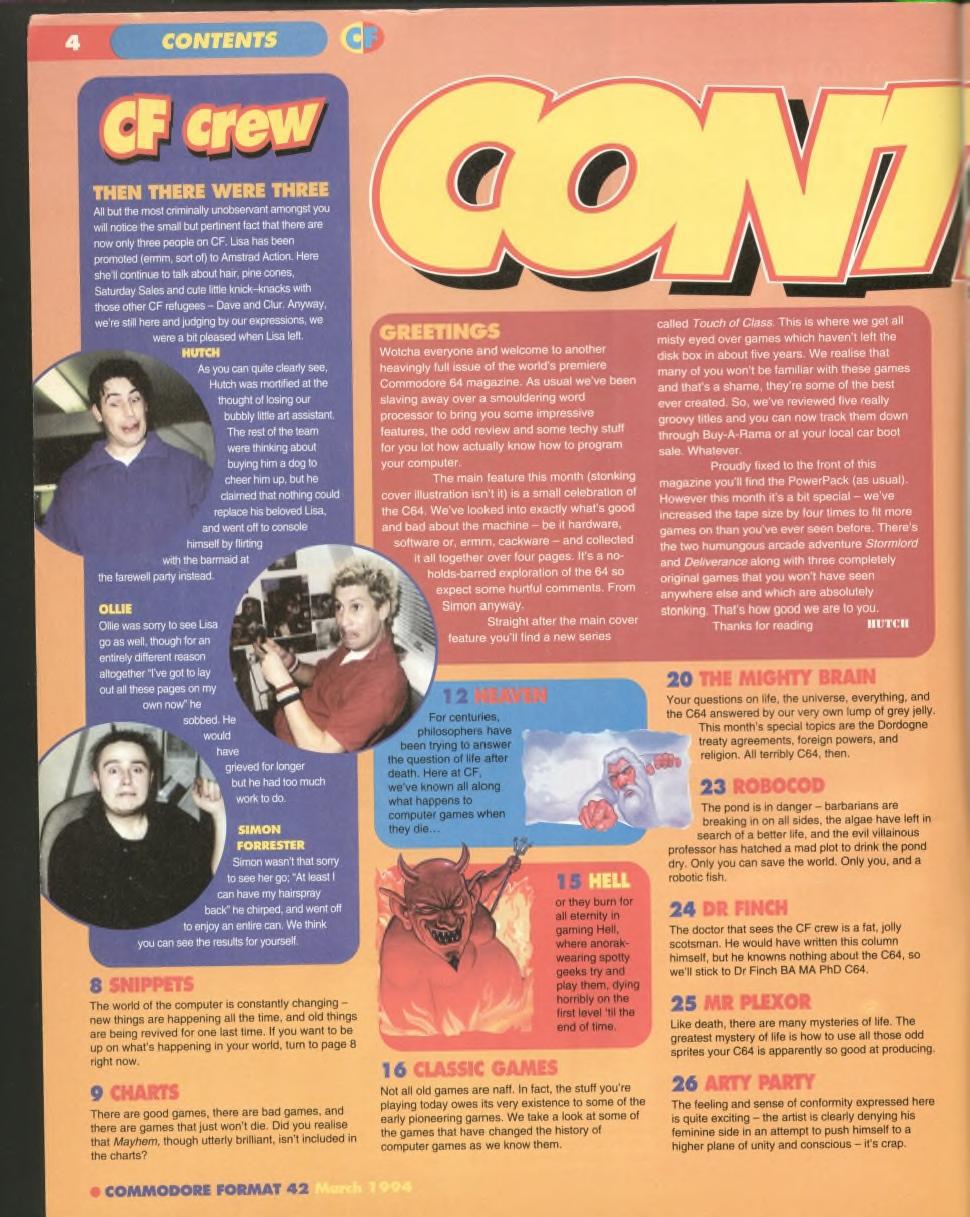 4
CONTENTS
CF
CF crew
THEN THERE WERE THREE
All but the most criminally unobservant amongst you
will notice the small but pertinent fact that there are
now only three people on CF. Lisa has been
promoted (ermm, sort of) to Amstrad Action. Here
she'll continue to talk about hair, pine cones,
Saturday Sales and cute little knick–knacks with
those other CF refugees – Dave and Clur. Anyway,
we're still here and judging by our expressions, we
were a bit pleased when Lisa left.
HUTCH
As you can quite clearly see,
Hutch was mortified at the
thought of losing our
bubbly little art assistant.
The rest of the team
were thinking about
buying him a dog to
cheer him up, but he
claimed that nothing could
replace his beloved Lisa,
and went off to console
himself by flirting
with the barmaid at
the farewell party instead.
OLLIE
Ollie was sorry to see Lisa
go as well, though for an
entirely different reason
altogether "I've got to lay
out all these pages on my
own now" he
sobbed. He
would
have
grieved for longer
but he had too much
work to do.
SIMON
FORRESTER
Simon wasn't that sorry
to see her go; "At least I
can have my hairspray
back" he chirped, and went off
to enjoy an entire can. We think
you can see the results for yourself.
8 SNIPPETS
The world of the computer is constantly changing –
new things are happening all the time, and old things
are being revived for one last time. If you want to be
up on what's happening in your world, turn to page 8
right now.
9 CHARTS
There are good games, there are bad games, and
there are games that just won't die. Did you realise
that Mayhem, though utterly brilliant, isn't included in
the charts?
CONT
GREETINGS
Wotcha everyone and welcome to another
heavingly full issue of the world's premiere
Commodore 64 magazine. As usual we've been
slaving away over a smouldering word
processor to bring you some impressive
features, the odd review and some techy stuff
for you lot how actually know how to program
your computer.
The main feature this month (stonking
cover illustration isn't it) is a small celebration of
the C64. We've looked into exactly what's good
and bad about the machine – be it hardware,
software or, ermrn, cackware – and collected
it all together over four pages. It's a no-
holds-barred exploration of the 64 so
expect some hurtful comments. From
Simon anyway.
Straight after the main cover
feature you'll find a new series
called Touch of Class. This is where we get all
misty eyed over games which haven't left the
disk box in about five years. We realise that
many of you won't be familiar with these games
and that's a shame, they're some of the best
ever created. So, we've reviewed five really
groovy titles and you can now track them down
through Buy-A-Rama or at your local car boot
sale. Whatever.
Proudly fixed to the front of this
magazine you'll find the PowerPack (as usual).
However this month it's a bit special – we've
increased the tape size by four times to fit more
games on than you've ever seen before. There's
the two humungous arcade adventure Stormlord
and Deliverance along with three completely
original games that you won't have seen
anywhere else and which are absolutely
stonking. That's how good we are to you.
Thanks for reading HUTCH
12 HEAVEN
For centuries,
philosophers have
been trying to answer
the question of life after
death. Here at CF,
we've known all along
what happens to
computer games when
they die...
15 HELL
or they burn for
all eternity in
gaming Hell,
where anorak-
wearing spotty
geeks try and
play them, dying
horribly on the
first level 'til the
end of time.
16 CLASSIC GAMES
Not all old games are naff. In fact, the stuff you're
playing today owes its very existence to some of the
early pioneering games. We take a look at some of
the games that have changed the history of
computer games as we know them.
20 THE MIGHTY BRAIN
Your questions on life, the universe, everything, and
the C64 answered by our very own lump of grey jelly.
This month's special topics are the Dordogne
treaty agreements, foreign powers, and
religion. All terribly C64, then.
23 ROBOCOD
The pond is in danger – barbarians are
breaking in on all sides, the algae have left in
search of a better life, and the evil villainous
professor has hatched a mad plot to drink the pond
dry. Only you can save the world. Only you, and a
robotic fish.
24 DR FINCH
The doctor that sees the CF crew is a fat, jolly
scotsman. He would have written this column
himself, but he knowns nothing about the C64, so
we'll stick to Dr Finch BA MA PhD C64.
25 MR PLEXOR
Like death, there are many mysteries of life. The
greatest mystery of life is how to use all those odd
sprites your C64 is apparently so good at producing.
26 ARTY PARTY
The feeling and sense of conformity expressed here
is quite exciting – the artist is clearly denying his
feminine side in an attempt to push himself to a
higher plane of unity and conscious – it's crap.
COMMODORE FORMAT 42 March 1994